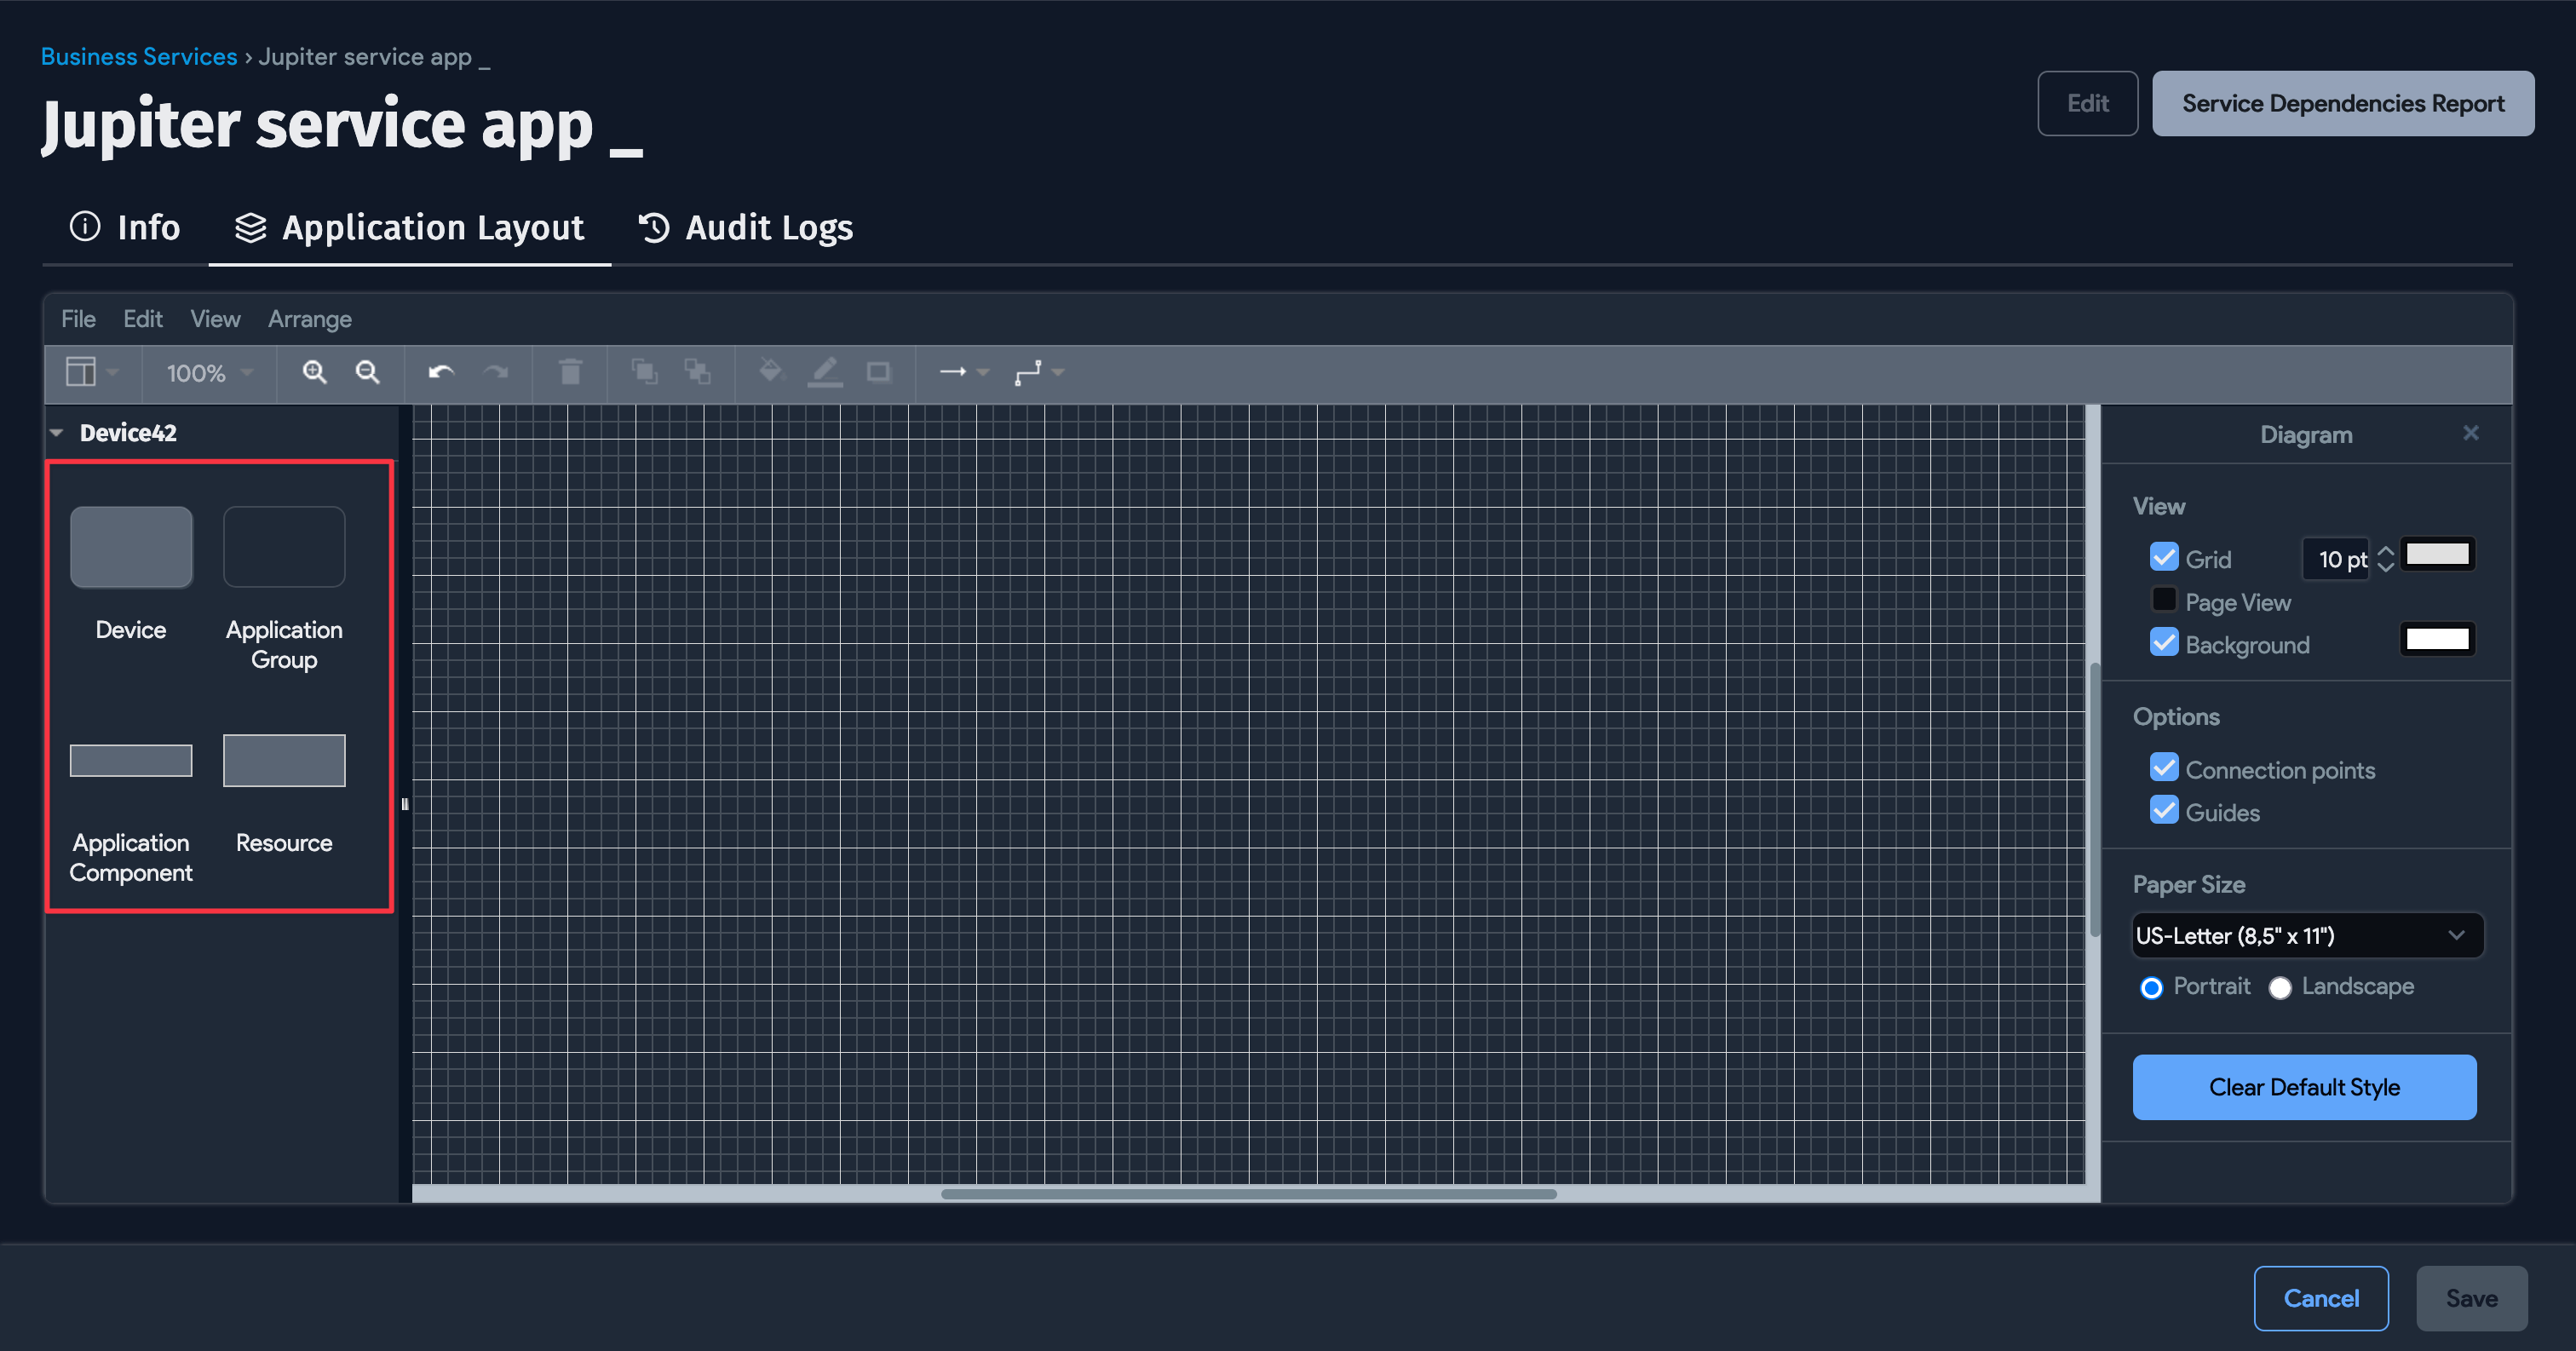 Business Services › Jupiter service app _
Jupiter service app _
Edit
Service Dependencies Report
Info
Application Layout
Audit Logs
File
Edit
View
Arrange
100%
Device42
Device
Application
Group
Application
Component
Resource
Diagram
View
Grid
10 pt
Page View
Background
Options
Connection points
Guides
Paper Size
US-Letter (8,5" x 11")
Portrait
Landscape
Clear Default Style
Cancel
Save